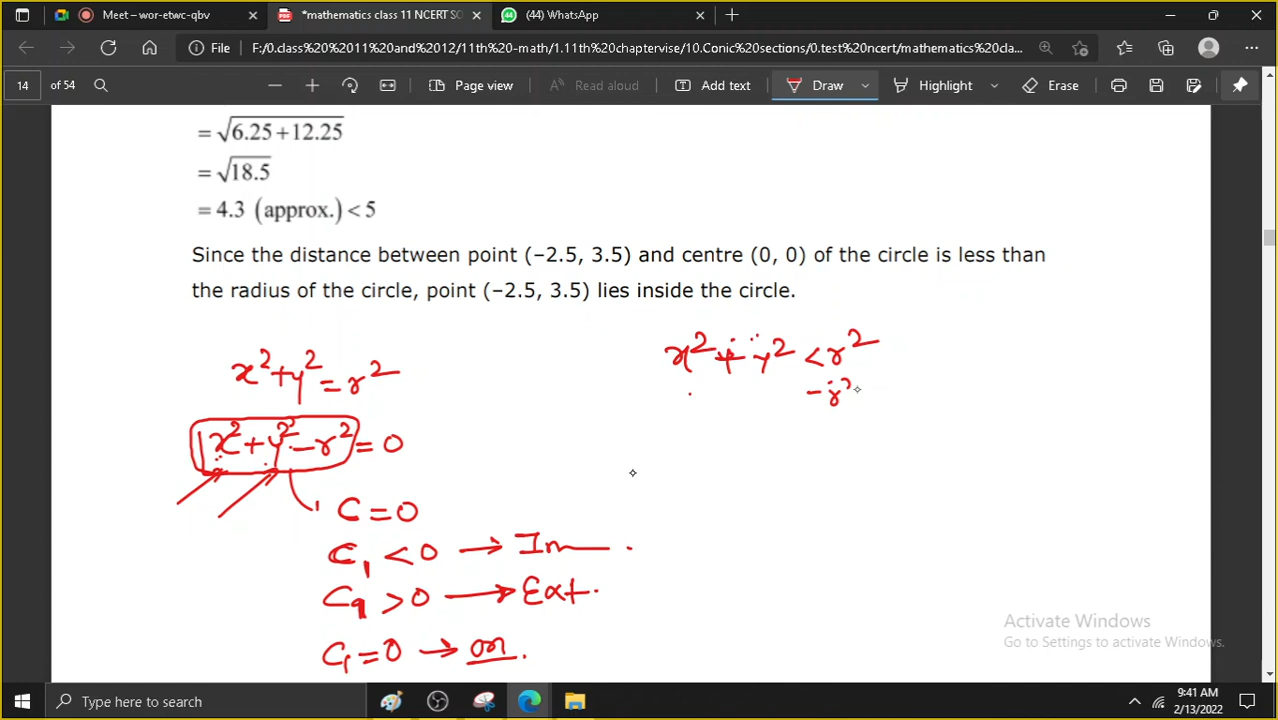 Meet – wor-etwc-qbv
*mathematics class 11 NCERT SO
(44) WhatsApp
File
F:/0.class%20%2011%20and%2012/11th%20-math/1.11th%20chaptervise/10.Conic%20sections/0.test%20ncert/mathematics%20cla...
14 of 54
Page view
Read aloud
Add text
Draw
Highlight
Erase
= √6.25+12.25
= √18.5
= 4.3 (approx.) < 5
Since the distance between point (–2.5, 3.5) and centre (0, 0) of the circle is less than
the radius of the circle, point (–2.5, 3.5) lies inside the circle.
x² + y² = r²
x² + y² < r²
- r²
x² + y² - r² = 0
C = 0
C₁ < 0 → In
C₁ > 0 → Ext.
C₁ = 0 → on.
Activate Windows
Go to Settings to activate Windows.
Type here to search
9:41 AM
2/13/2022